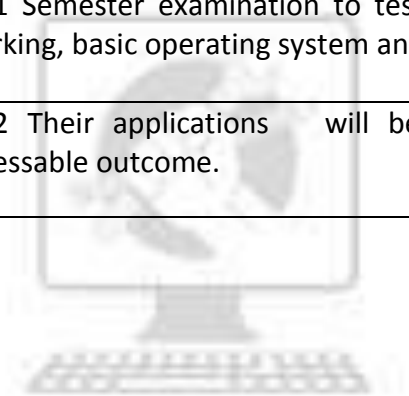 1 Semester examination to tes
rking, basic operating system an
2 Their applications will be
essable outcome.